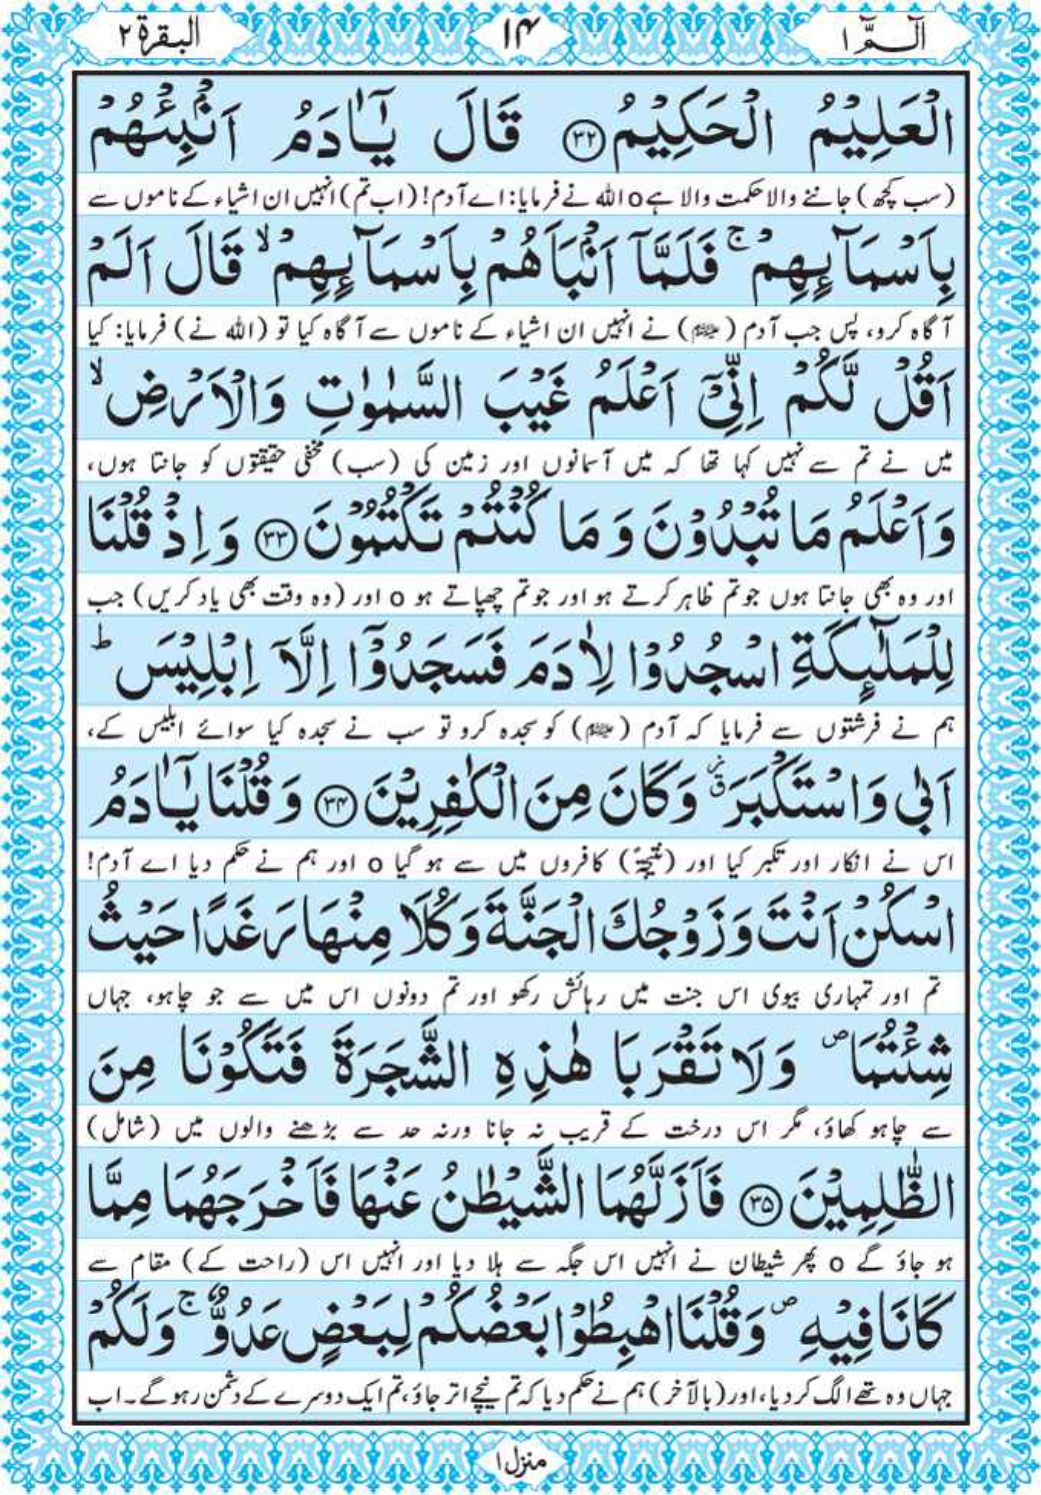 الٓـمّٓ ۱
۱۴
البقرة ۲
الْعَلِيْمُ الْحَكِيْمُ ﴿۳۲﴾ قَالَ يٰۤاٰدَمُ اَنْۢبِئْهُمْ
(سب کچھ) جاننے والا حکمت والا ہے o اللہ نے فرمایا: اے آدم! (اب تم) انہیں ان اشیاء کے ناموں سے
بِاَسْمَآىِٕهِمْ ۚ فَلَمَّاۤ اَنْۢبَاَهُمْ بِاَسْمَآىِٕهِمْ ۙ قَالَ اَلَمْ
آگاہ کرو، پس جب آدم (علیہ السلام) نے انہیں ان اشیاء کے ناموں سے آگاہ کیا تو (اللہ نے) فرمایا: کیا
اَقُلْ لَّكُمْ اِنِّيْۤ اَعْلَمُ غَيْبَ السَّمٰوٰتِ وَالْاَرْضِ ۙ
میں نے تم سے نہیں کہا تھا کہ میں آسمانوں اور زمین کی (سب) مخفی حقیقتوں کو جانتا ہوں،
وَاَعْلَمُ مَا تُبْدُوْنَ وَمَا كُنْتُمْ تَكْتُمُوْنَ ﴿۳۳﴾ وَاِذْ قُلْنَا
اور وہ بھی جانتا ہوں جو تم ظاہر کرتے ہو اور جو تم چھپاتے ہو o اور (وہ وقت بھی یاد کریں) جب
لِلْمَلٰٓىِٕكَةِ اسْجُدُوْا لِاٰدَمَ فَسَجَدُوْۤا اِلَّاۤ اِبْلِيْسَ ؕ
ہم نے فرشتوں سے فرمایا کہ آدم (علیہ السلام) کو سجدہ کرو تو سب نے سجدہ کیا سوائے ابلیس کے،
اَبٰى وَاسْتَكْبَرَ ۗ٘ وَكَانَ مِنَ الْكٰفِرِيْنَ ﴿۳۴﴾ وَقُلْنَا يٰۤاٰدَمُ
اس نے انکار اور تکبر کیا اور (نتیجۃً) کافروں میں سے ہو گیا o اور ہم نے حکم دیا اے آدم!
اسْكُنْ اَنْتَ وَزَوْجُكَ الْجَنَّةَ وَكُلَا مِنْهَا رَغَدًا حَيْثُ
تم اور تمہاری بیوی اس جنت میں رہائش رکھو اور تم دونوں اس میں سے جو چاہو، جہاں
شِئْتُمَا ۪ وَلَا تَقْرَبَا هٰذِهِ الشَّجَرَةَ فَتَكُوْنَا مِنَ
سے چاہو کھاؤ، مگر اس درخت کے قریب نہ جانا ورنہ حد سے بڑھنے والوں میں (شامل)
الظّٰلِمِيْنَ ﴿۳۵﴾ فَاَزَلَّهُمَا الشَّيْطٰنُ عَنْهَا فَاَخْرَجَهُمَا مِمَّا
ہو جاؤ گے o پھر شیطان نے انہیں اس جگہ سے ہلا دیا اور انہیں اس (راحت کے) مقام سے
كَانَا فِيْهِ ۪ وَقُلْنَا اهْبِطُوْا بَعْضُكُمْ لِبَعْضٍ عَدُوٌّ ۚ وَلَكُمْ
جہاں وہ تھے الگ کر دیا، اور (بالآخر) ہم نے حکم دیا کہ تم نیچے اتر جاؤ، تم ایک دوسرے کے دشمن رہو گے۔ اب
منزل ۱